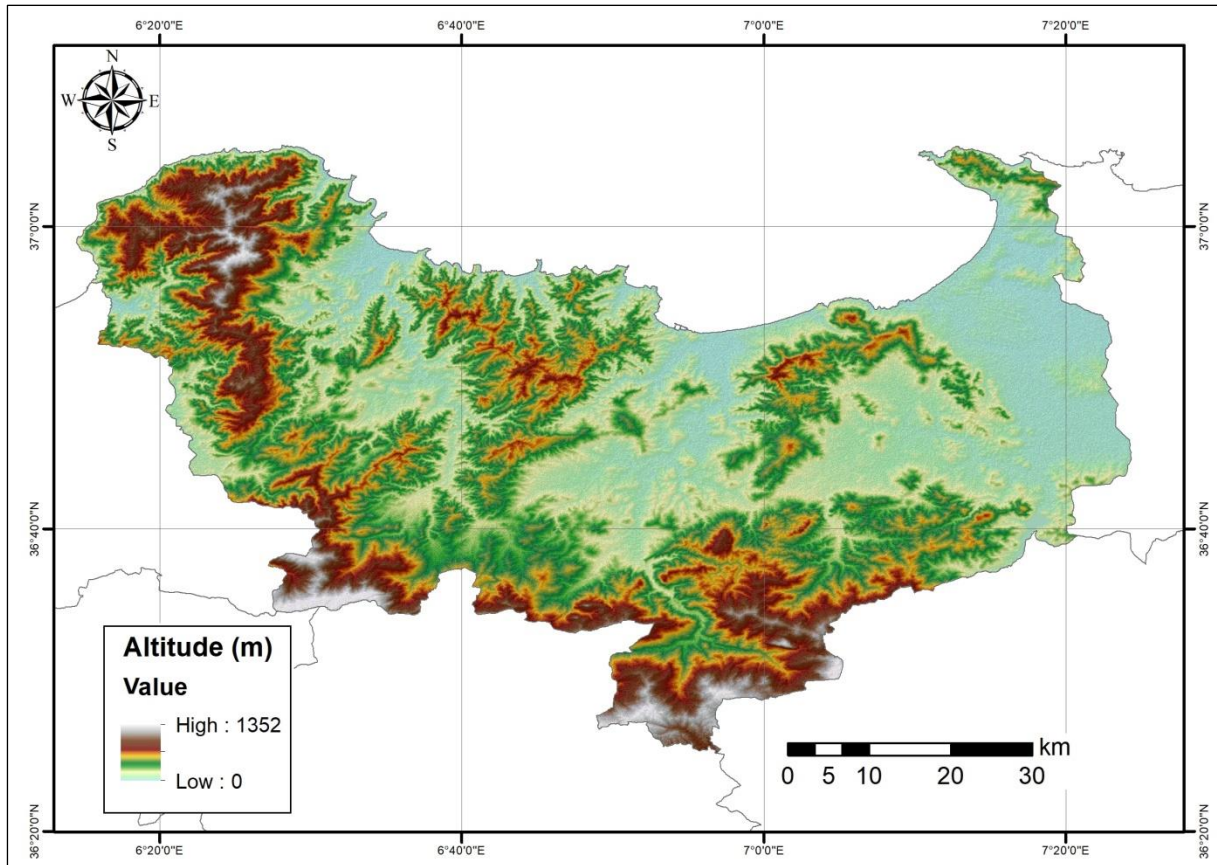 6°20'0"E 6°40'0"E 7°0'0"E 7°20'0"E
N
W E
S
37°0'0"N 37°0'0"N
36°40'0"N 36°40'0"N
Altitude (m)
Value
High : 1352
Low : 0
km
0 5 10 20 30
36°20'0"N 36°20'0"N
6°20'0"E 6°40'0"E 7°0'0"E 7°20'0"E